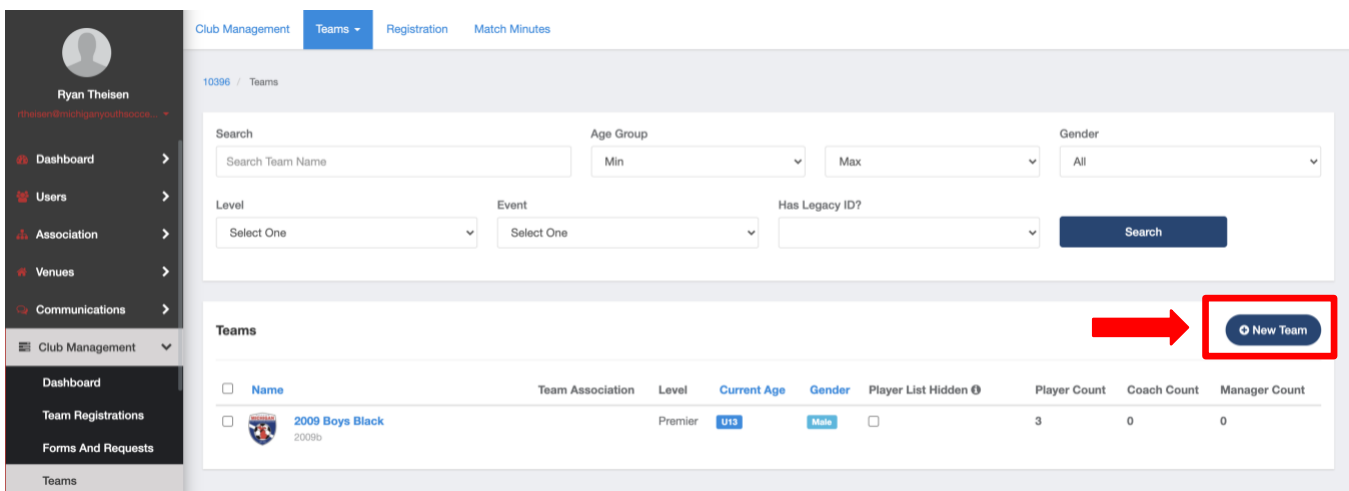 Ryan Theisen
rtheisen@michiganyouthsocce...
Dashboard
Users
Association
Venues
Communications
Club Management
Dashboard
Team Registrations
Forms And Requests
Teams
Club Management Teams Registration Match Minutes
10396 / Teams
Search Age Group Gender
Search Team Name Min Max All
Level Event Has Legacy ID?
Select One Select One Search
Teams New Team
Name Team Association Level Current Age Gender Player List Hidden Player Count Coach Count Manager Count
2009 Boys Black Premier U13 Male 3 0 0
2009b